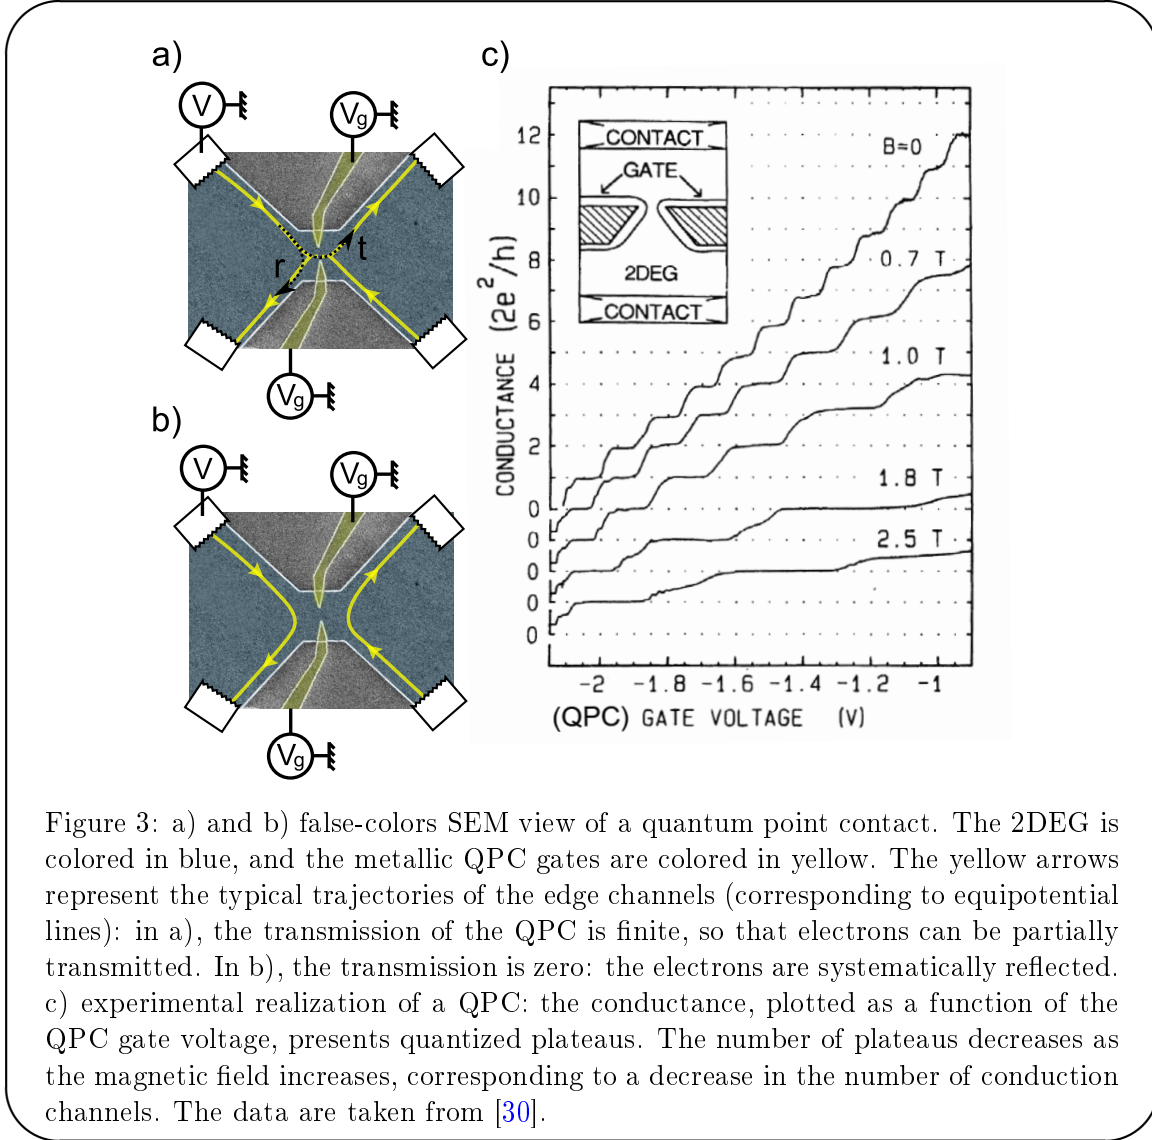 a)
V
Vg
t
r
Vg
b)
V
Vg
Vg
c)
12
10
8
6
4
2
0
0
0
0
0
CONDUCTANCE (2e²/h)
CONTACT
GATE
2DEG
CONTACT
B=0
0.7 T
1.0 T
1.8 T
2.5 T
-2 -1.8 -1.6 -1.4 -1.2 -1
(QPC) GATE VOLTAGE (V)
Figure 3: a) and b) false-colors SEM view of a quantum point contact. The 2DEG is
colored in blue, and the metallic QPC gates are colored in yellow. The yellow arrows
represent the typical trajectories of the edge channels (corresponding to equipotential
lines): in a), the transmission of the QPC is finite, so that electrons can be partially
transmitted. In b), the transmission is zero: the electrons are systematically reflected.
c) experimental realization of a QPC: the conductance, plotted as a function of the
QPC gate voltage, presents quantized plateaus. The number of plateaus decreases as
the magnetic field increases, corresponding to a decrease in the number of conduction
channels. The data are taken from [30].